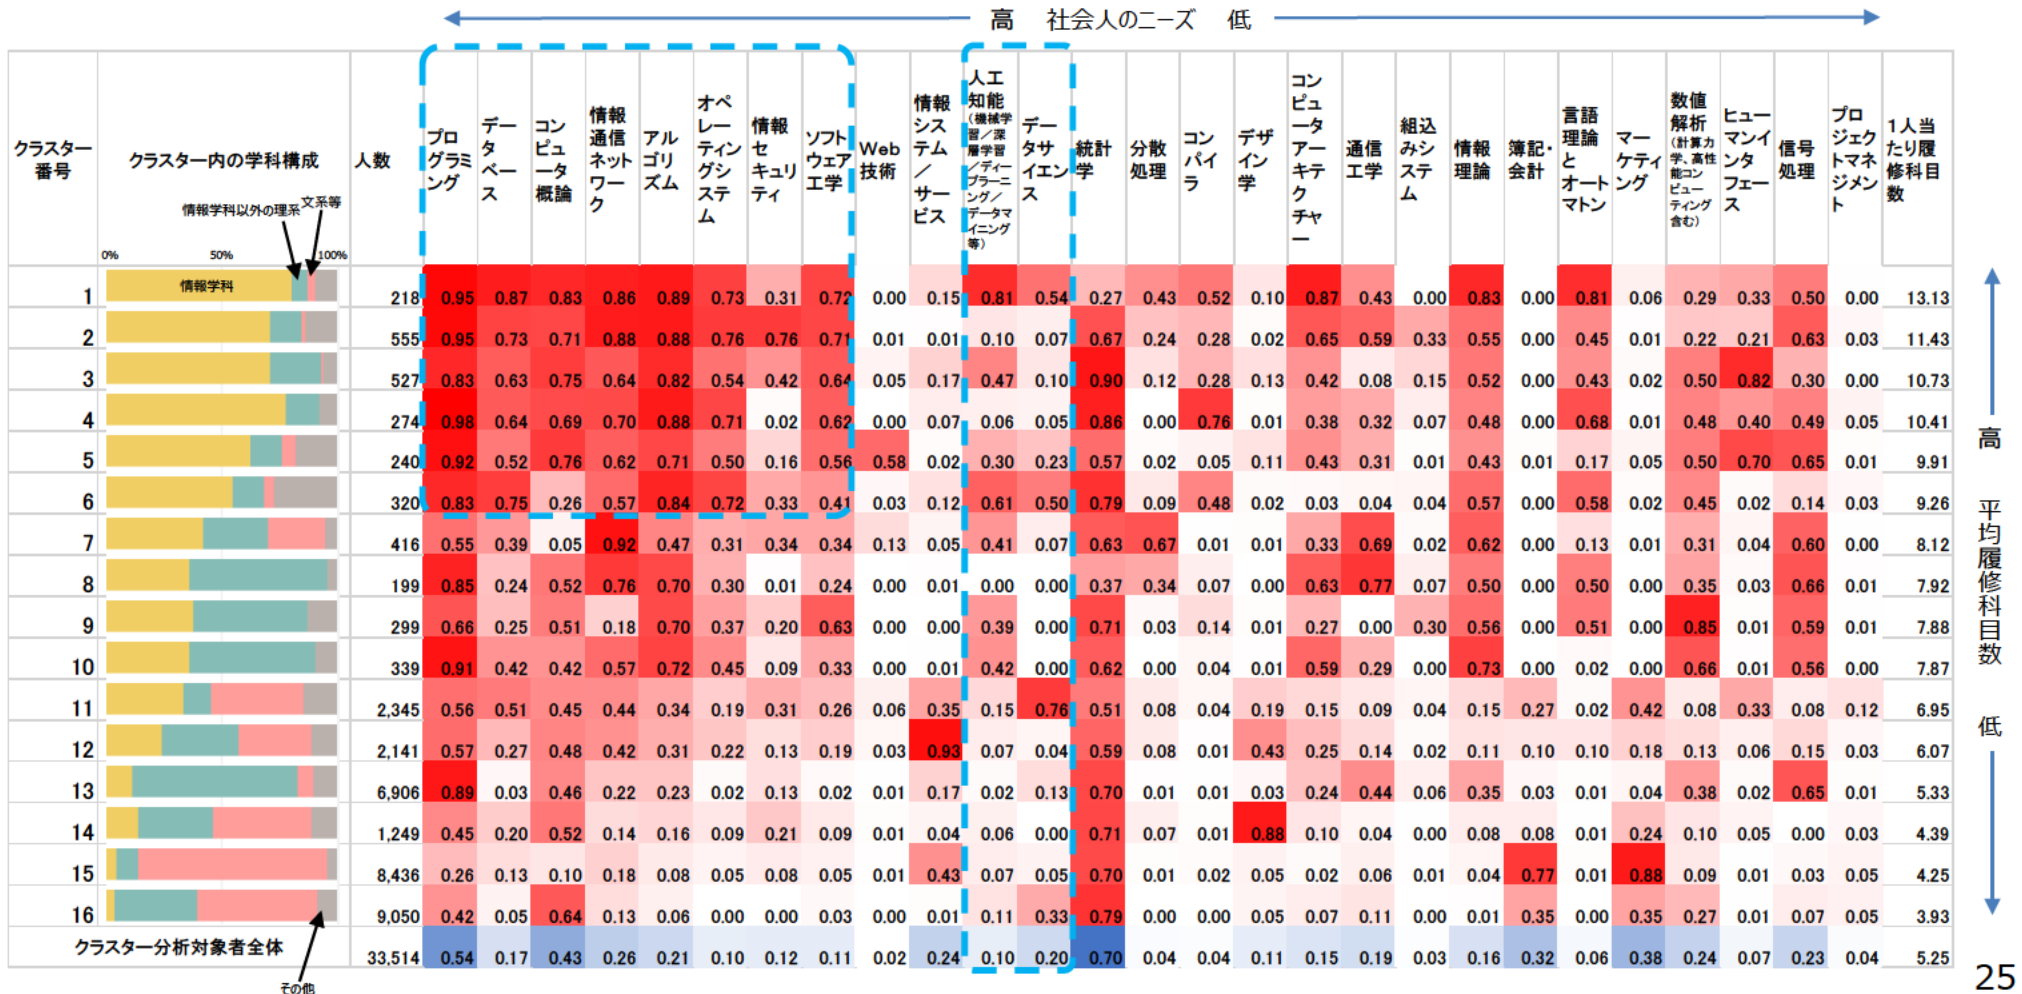 高 社会人のニーズ 低
クラスター番号 クラスター内の学科構成 人数 プログラミング データベース コンピュータ概論 情報通信ネットワーク アルゴリズム オペレーティングシステム 情報セキュリティ ソフトウェア工学 Web技術 情報システム／サービス 人工知能（機械学習／深層学習／ディープラーニング／データマイニング等） データサイエンス 統計学 分散処理 コンパイラ デザイン学 コンピュータアーキテクチャー 通信工学 組込みシステム 情報理論 簿記・会計 言語理論とオートマトン マーケティング 数値解析（計算力学、高性能コンピューティング含む） ヒューマンインタフェース 信号処理 プロジェクトマネジメント 1人当たり履修科目数
情報学科以外の理系 文系等
0% 50% 100%
情報学科
1 218 0.95 0.87 0.83 0.86 0.89 0.73 0.31 0.72 0.00 0.15 0.81 0.54 0.27 0.43 0.52 0.10 0.87 0.43 0.00 0.83 0.00 0.81 0.06 0.29 0.33 0.50 0.00 13.13
2 555 0.95 0.73 0.71 0.88 0.88 0.76 0.76 0.71 0.01 0.01 0.10 0.07 0.67 0.24 0.28 0.02 0.65 0.59 0.33 0.55 0.00 0.45 0.01 0.22 0.21 0.63 0.03 11.43
3 527 0.83 0.63 0.75 0.64 0.82 0.54 0.42 0.64 0.05 0.17 0.47 0.10 0.90 0.12 0.28 0.13 0.42 0.08 0.15 0.52 0.00 0.43 0.02 0.50 0.82 0.30 0.00 10.73
4 274 0.98 0.64 0.69 0.70 0.88 0.71 0.02 0.62 0.00 0.07 0.06 0.05 0.86 0.00 0.76 0.01 0.38 0.32 0.07 0.48 0.00 0.68 0.01 0.48 0.40 0.49 0.05 10.41
5 240 0.92 0.52 0.76 0.62 0.71 0.50 0.16 0.56 0.58 0.02 0.30 0.23 0.57 0.02 0.05 0.11 0.43 0.31 0.01 0.43 0.01 0.17 0.05 0.50 0.70 0.65 0.01 9.91
6 320 0.83 0.75 0.26 0.57 0.84 0.72 0.33 0.41 0.03 0.12 0.61 0.50 0.79 0.09 0.48 0.02 0.03 0.04 0.04 0.57 0.00 0.58 0.02 0.45 0.02 0.14 0.03 9.26
7 416 0.55 0.39 0.05 0.92 0.47 0.31 0.34 0.34 0.13 0.05 0.41 0.07 0.63 0.67 0.01 0.01 0.33 0.69 0.02 0.62 0.00 0.13 0.01 0.31 0.04 0.60 0.00 8.12
8 199 0.85 0.24 0.52 0.76 0.70 0.30 0.01 0.24 0.00 0.01 0.00 0.00 0.37 0.34 0.07 0.00 0.63 0.77 0.07 0.50 0.00 0.50 0.00 0.35 0.03 0.66 0.01 7.92
9 299 0.66 0.25 0.51 0.18 0.70 0.37 0.20 0.63 0.00 0.00 0.39 0.00 0.71 0.03 0.14 0.01 0.27 0.00 0.30 0.56 0.00 0.51 0.00 0.85 0.01 0.59 0.01 7.88
10 339 0.91 0.42 0.42 0.57 0.72 0.45 0.09 0.33 0.00 0.01 0.42 0.00 0.62 0.00 0.04 0.01 0.59 0.29 0.00 0.73 0.00 0.02 0.00 0.66 0.01 0.56 0.00 7.87
11 2,345 0.56 0.51 0.45 0.44 0.34 0.19 0.31 0.26 0.06 0.35 0.15 0.76 0.51 0.08 0.04 0.19 0.15 0.09 0.04 0.15 0.27 0.02 0.42 0.08 0.33 0.08 0.12 6.95
12 2,141 0.57 0.27 0.48 0.42 0.31 0.22 0.13 0.19 0.03 0.93 0.07 0.04 0.59 0.08 0.01 0.43 0.25 0.14 0.02 0.11 0.10 0.10 0.18 0.13 0.06 0.15 0.03 6.07
13 6,906 0.89 0.03 0.46 0.22 0.23 0.02 0.13 0.02 0.01 0.17 0.02 0.13 0.70 0.01 0.01 0.03 0.24 0.44 0.06 0.35 0.03 0.01 0.04 0.38 0.02 0.65 0.01 5.33
14 1,249 0.45 0.20 0.52 0.14 0.16 0.09 0.21 0.09 0.01 0.04 0.06 0.00 0.71 0.07 0.01 0.88 0.10 0.04 0.00 0.08 0.08 0.01 0.24 0.10 0.05 0.00 0.03 4.39
15 8,436 0.26 0.13 0.10 0.18 0.08 0.05 0.08 0.05 0.01 0.43 0.07 0.05 0.70 0.01 0.02 0.05 0.02 0.06 0.01 0.04 0.77 0.01 0.88 0.09 0.01 0.03 0.05 4.25
16 9,050 0.42 0.05 0.64 0.13 0.06 0.00 0.00 0.03 0.00 0.01 0.11 0.33 0.79 0.00 0.00 0.05 0.07 0.11 0.00 0.01 0.35 0.00 0.35 0.27 0.01 0.07 0.05 3.93
クラスター分析対象者全体 33,514 0.54 0.17 0.43 0.26 0.21 0.10 0.12 0.11 0.02 0.24 0.10 0.20 0.70 0.04 0.04 0.11 0.15 0.19 0.03 0.16 0.32 0.06 0.38 0.24 0.07 0.23 0.04 5.25
その他
高 平均履修科目数 低
25